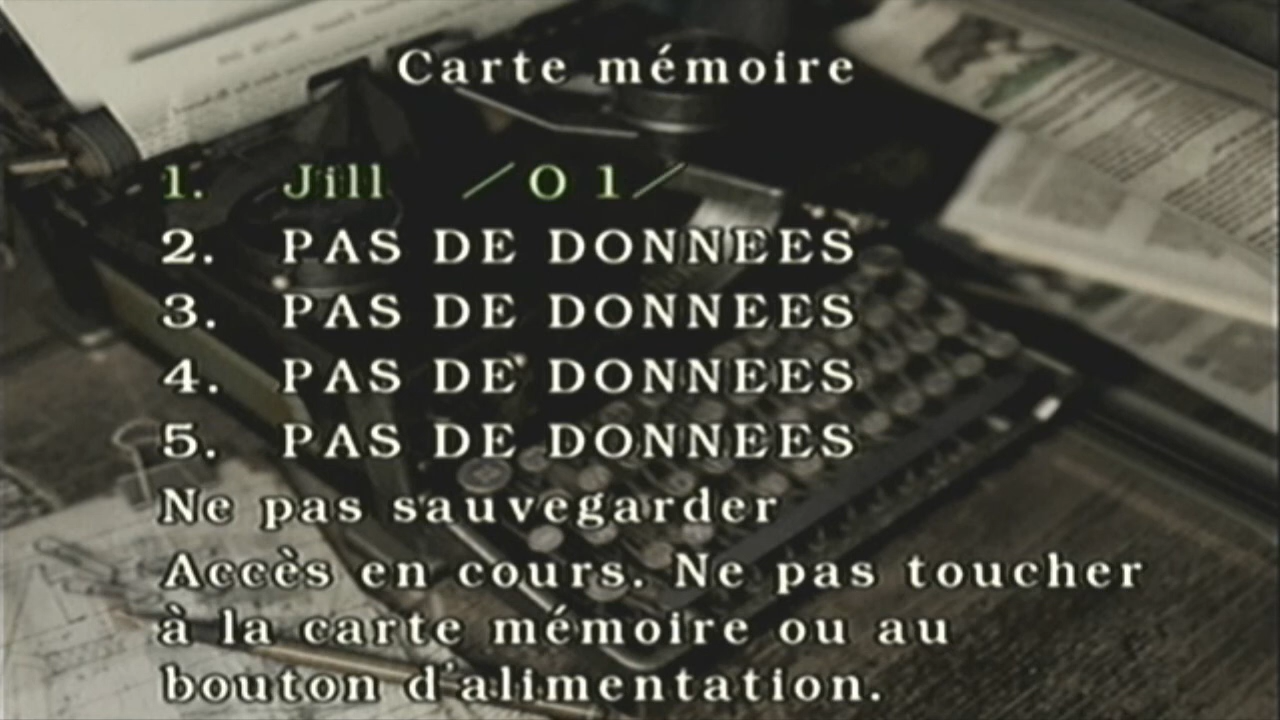 Carte mémoire
1. Jill /01/
2. PAS DE DONNEES
3. PAS DE DONNEES
4. PAS DE DONNEES
5. PAS DE DONNEES
Ne pas sauvegarder
Accès en cours. Ne pas toucher
à la carte mémoire ou au
bouton d'alimentation.